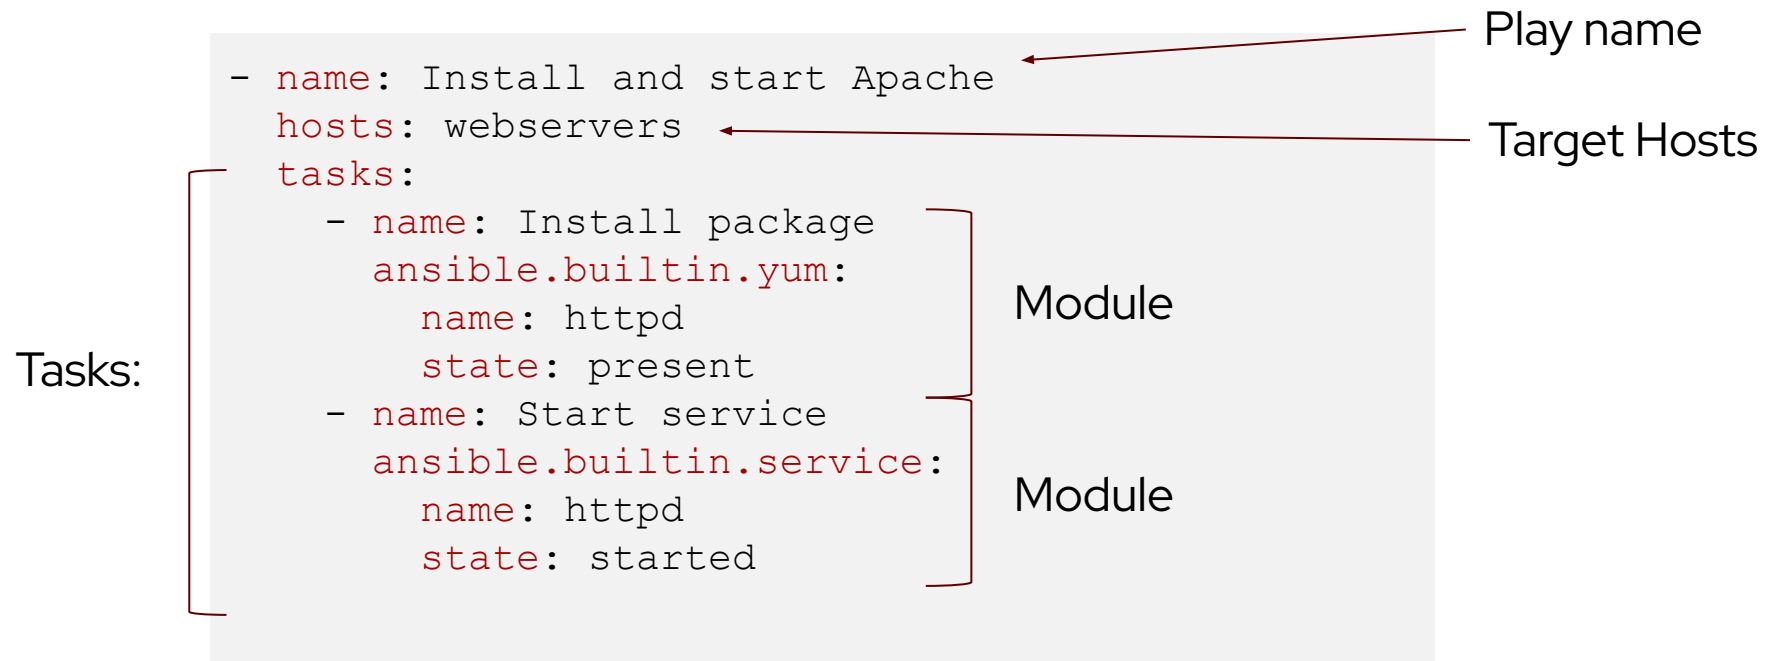 Play name
- name: Install and start Apache
hosts: webservers
Target Hosts
tasks:
- name: Install package
ansible.builtin.yum:
name: httpd
Module
state: present
Tasks:
- name: Start service
ansible.builtin.service:
name: httpd
Module
state: started